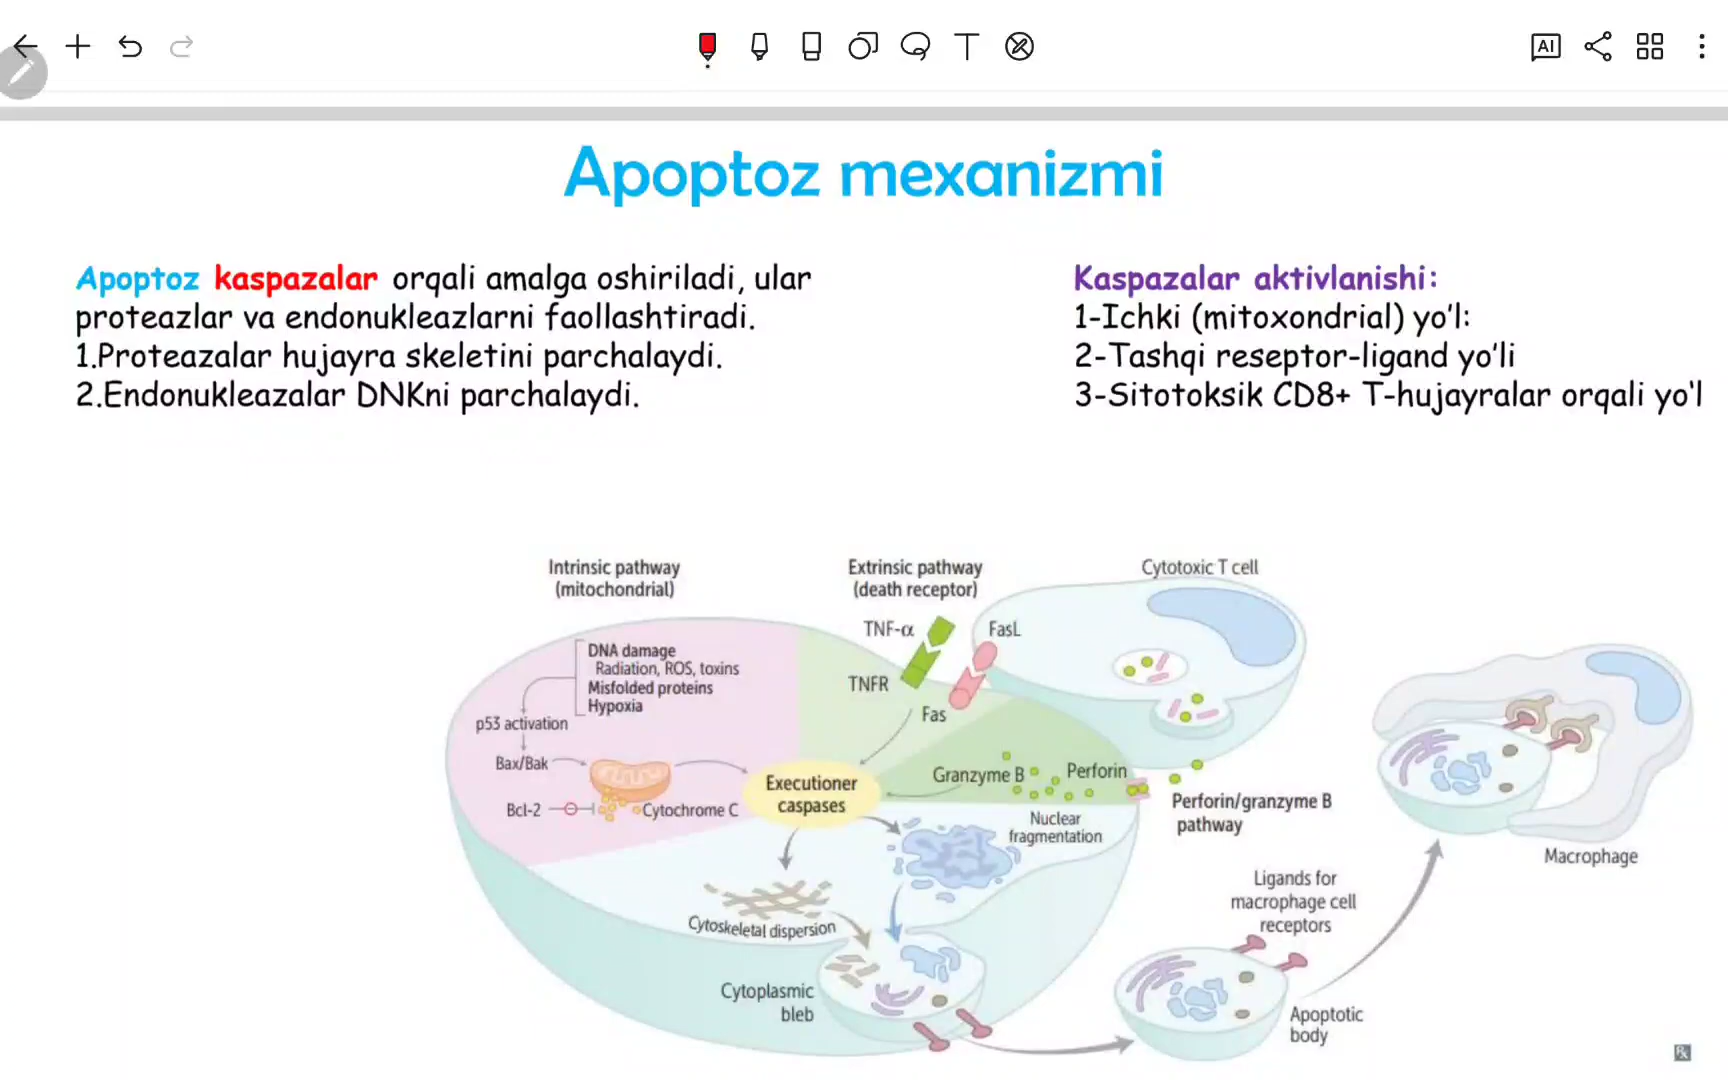 AI
Apoptoz mexanizmi
Apoptoz kaspazalar orqali amalga oshiriladi, ular
proteazlar va endonukleazlarni faollashtiradi.
1.Proteazalar hujayra skeletini parchalaydi.
2.Endonukleazalar DNKni parchalaydi.
Kaspazalar aktivlanishi:
1-Ichki (mitoxondrial) yo'l:
2-Tashqi reseptor-ligand yo'li
3-Sitotoksik CD8+ T-hujayralar orqali yo'l
Intrinsic pathway
(mitochondrial)
Extrinsic pathway
(death receptor)
Cytotoxic T cell
TNF-α
FasL
DNA damage
Radiation, ROS, toxins
Misfolded proteins
Hypoxia
TNFR
Fas
p53 activation
Bax/Bak
Bcl-2
Cytochrome C
Executioner
caspases
Granzyme B
Perforin
Perforin/granzyme B
pathway
Nuclear
fragmentation
Macrophage
Ligands for
macrophage cell
receptors
Cytoskeletal dispersion
Cytoplasmic
bleb
Apoptotic
body